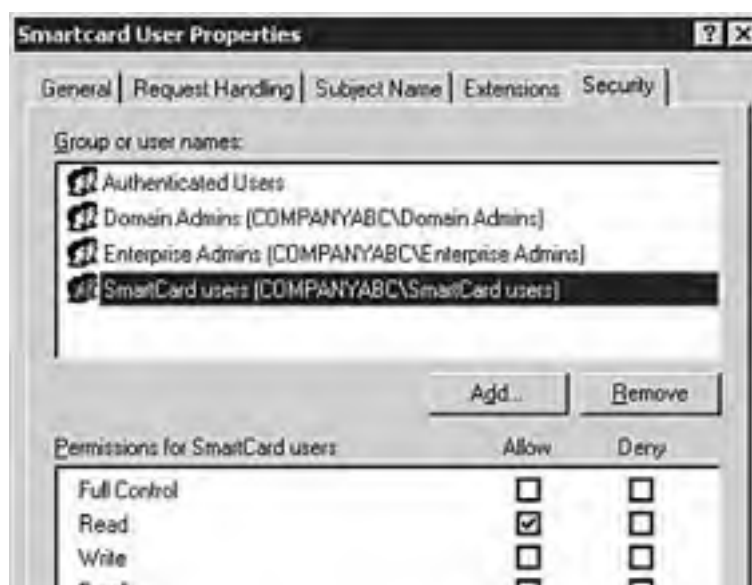 Smartcard User Properties ? X
General Request Handling Subject Name Extensions Security
Group or user names:
Authenticated Users
Domain Admins (COMPANYABC\Domain Admins)
Enterprise Admins (COMPANYABC\Enterprise Admins)
SmartCard users (COMPANYABC\SmartCard users)
Add... Remove
Permissions for SmartCard users Allow Deny
Full Control
Read
Write